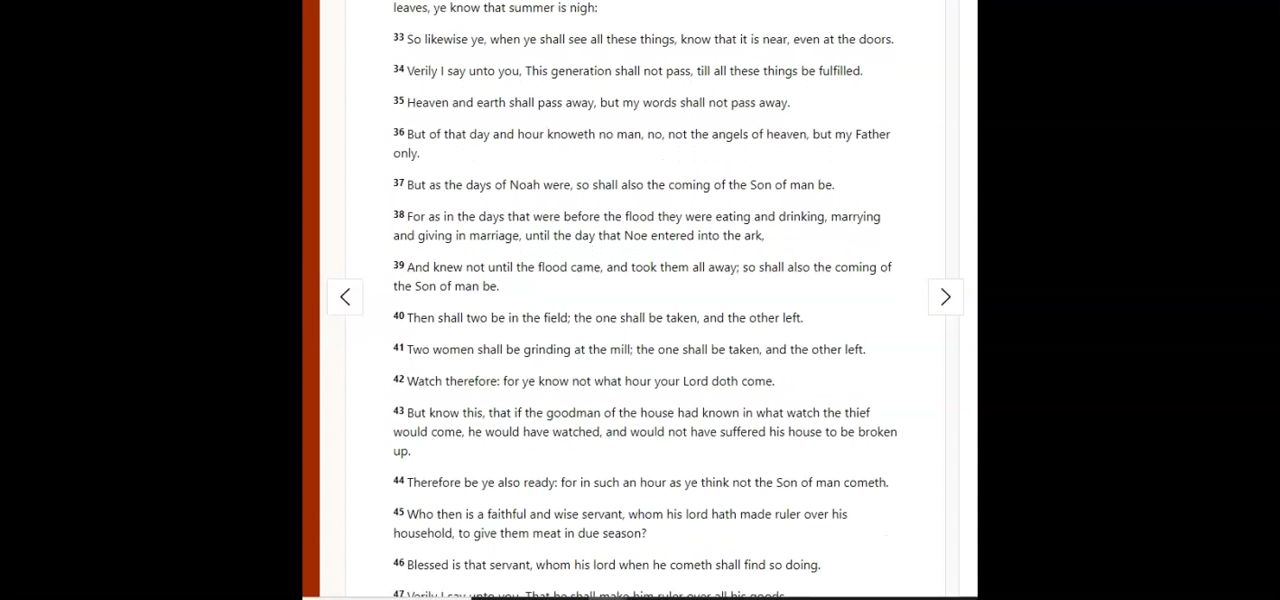 leaves, ye know that summer is nigh:
33 So likewise ye, when ye shall see all these things, know that it is near, even at the doors.
34 Verily I say unto you, This generation shall not pass, till all these things be fulfilled.
35 Heaven and earth shall pass away, but my words shall not pass away.
36 But of that day and hour knoweth no man, no, not the angels of heaven, but my Father
only.
37 But as the days of Noah were, so shall also the coming of the Son of man be.
38 For as in the days that were before the flood they were eating and drinking, marrying
and giving in marriage, until the day that Noe entered into the ark,
39 And knew not until the flood came, and took them all away; so shall also the coming of
the Son of man be.
40 Then shall two be in the field; the one shall be taken, and the other left.
41 Two women shall be grinding at the mill; the one shall be taken, and the other left.
42 Watch therefore: for ye know not what hour your Lord doth come.
43 But know this, that if the goodman of the house had known in what watch the thief
would come, he would have watched, and would not have suffered his house to be broken
up.
44 Therefore be ye also ready: for in such an hour as ye think not the Son of man cometh.
45 Who then is a faithful and wise servant, whom his lord hath made ruler over his
household, to give them meat in due season?
46 Blessed is that servant, whom his lord when he cometh shall find so doing.
47 Verily I say unto you, That he shall make him ruler over all his goods.